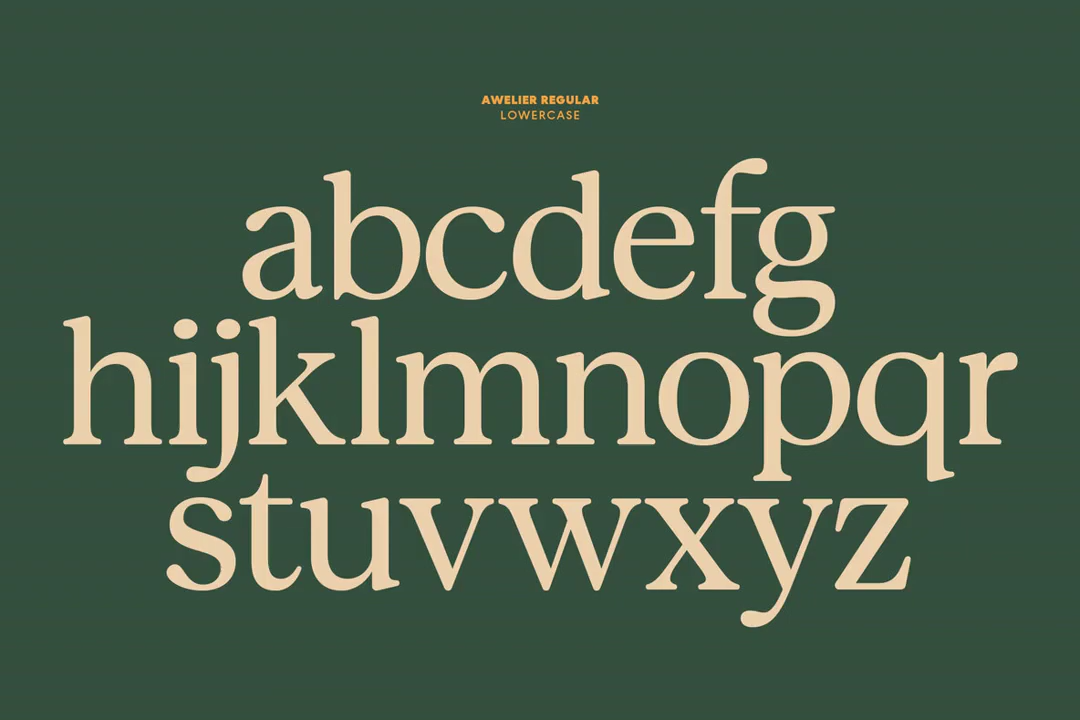 AWELIER REGULAR
LOWERCASE
abcdefg
hijklmnopqr
stuvwxyz